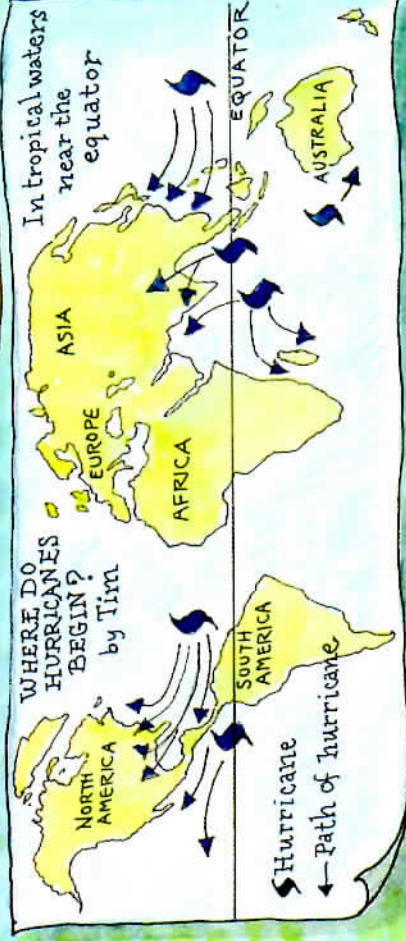 WHERE DO
HURRICANES
BEGIN?
by Tim
In tropical waters
near the
equator
NORTH
AMERICA
EUROPE
ASIA
AFRICA
SOUTH
AMERICA
EQUATOR
AUSTRALIA
Hurricane
Path of hurricane